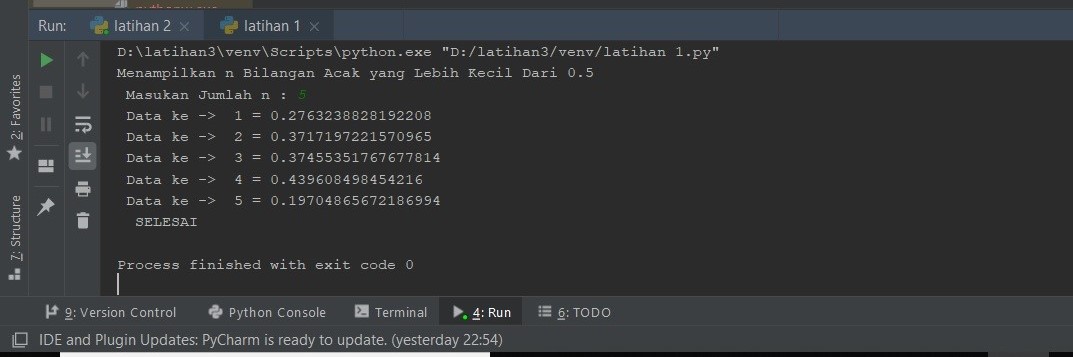 Run: latihan 2 × latihan 1 ×
D:\latihan3\venv\Scripts\python.exe "D:/latihan3/venv/latihan 1.py"
Menampilkan n Bilangan Acak yang Lebih Kecil Dari 0.5
Masukan Jumlah n : 5
Data ke -> 1 = 0.2763238828192208
Data ke -> 2 = 0.3717197221570965
Data ke -> 3 = 0.37455351767677814
Data ke -> 4 = 0.439608498454216
Data ke -> 5 = 0.19704865672186994
SELESAI
Process finished with exit code 0
2: Favorites
7: Structure
9: Version Control Python Console Terminal 4: Run 6: TODO
IDE and Plugin Updates: PyCharm is ready to update. (yesterday 22:54)